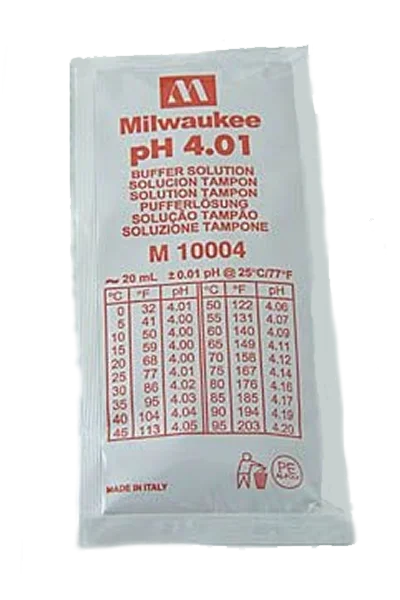 Milwaukee
pH 4.01
BUFFER SOLUTION
SOLUCION TAMPON
SOLUTION TAMPON
PUFFERLÖSUNG
SOLUÇÃO TAMPÃO
SOLUZIONE TAMPONE
M 10004
~ 20 mL ±0.01 pH @ 25°C/77°F
°C °F pH °C °F pH
0 32 4.01 50 122 4.06
5 41 4.00 55 131 4.07
10 50 4.00 60 140 4.09
15 59 4.00 65 149 4.11
20 68 4.00 70 158 4.12
25 77 4.01 75 167 4.14
30 86 4.02 80 176 4.16
35 95 4.03 85 185 4.17
40 104 4.04 90 194 4.19
45 113 4.05 95 203 4.20
MADE IN ITALY
PE